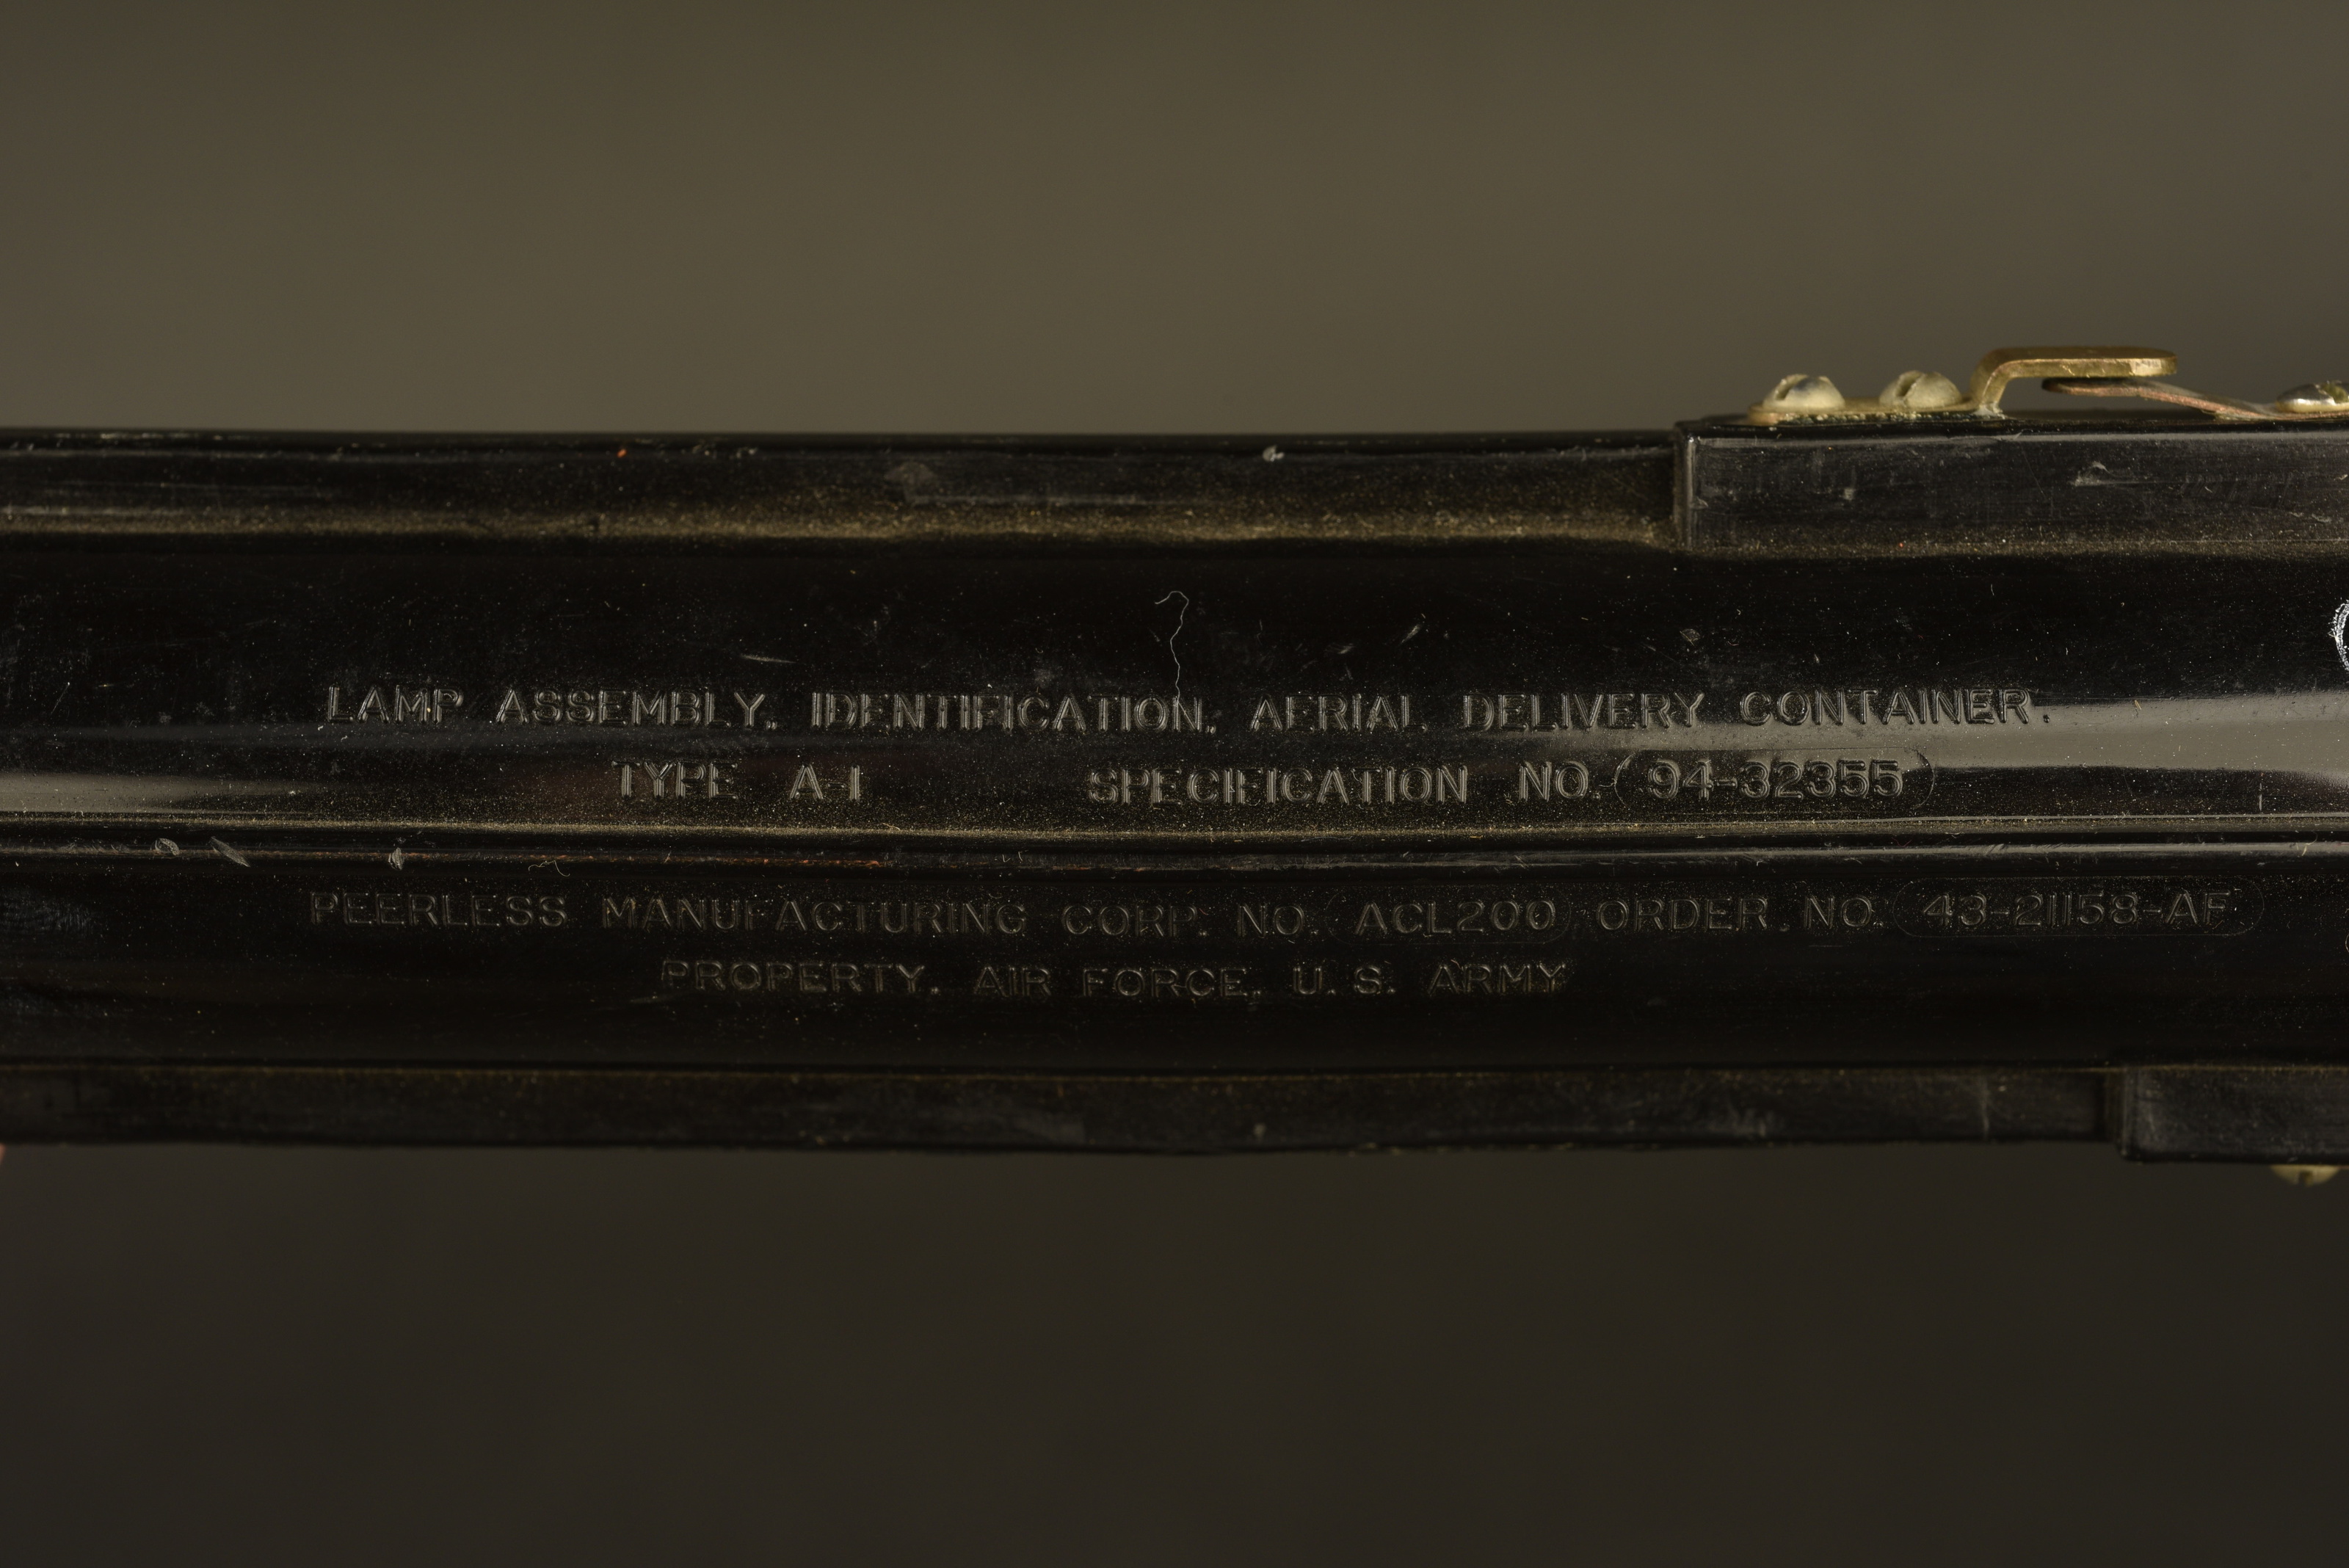 LAMP ASSEMBLY, IDENTIFICATION, AERIAL DELIVERY CONTAINER.
TYPE A-1 SPECIFICATION NO. 94-32355
PEERLESS MANUFACTURING CORP. NO. ACL200 ORDER NO. 43-21158-AF
PROPERTY, AIR FORCE, U.S. ARMY